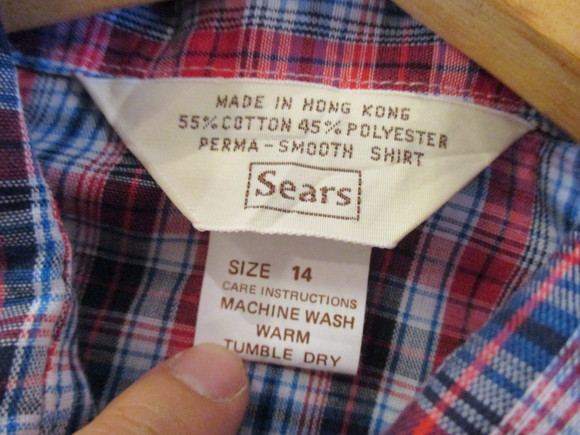 MADE IN HONG KONG
55% COTTON 45% POLYESTER
PERMA-SMOOTH SHIRT
Sears
SIZE 14
CARE INSTRUCTIONS
MACHINE WASH
WARM
TUMBLE DRY